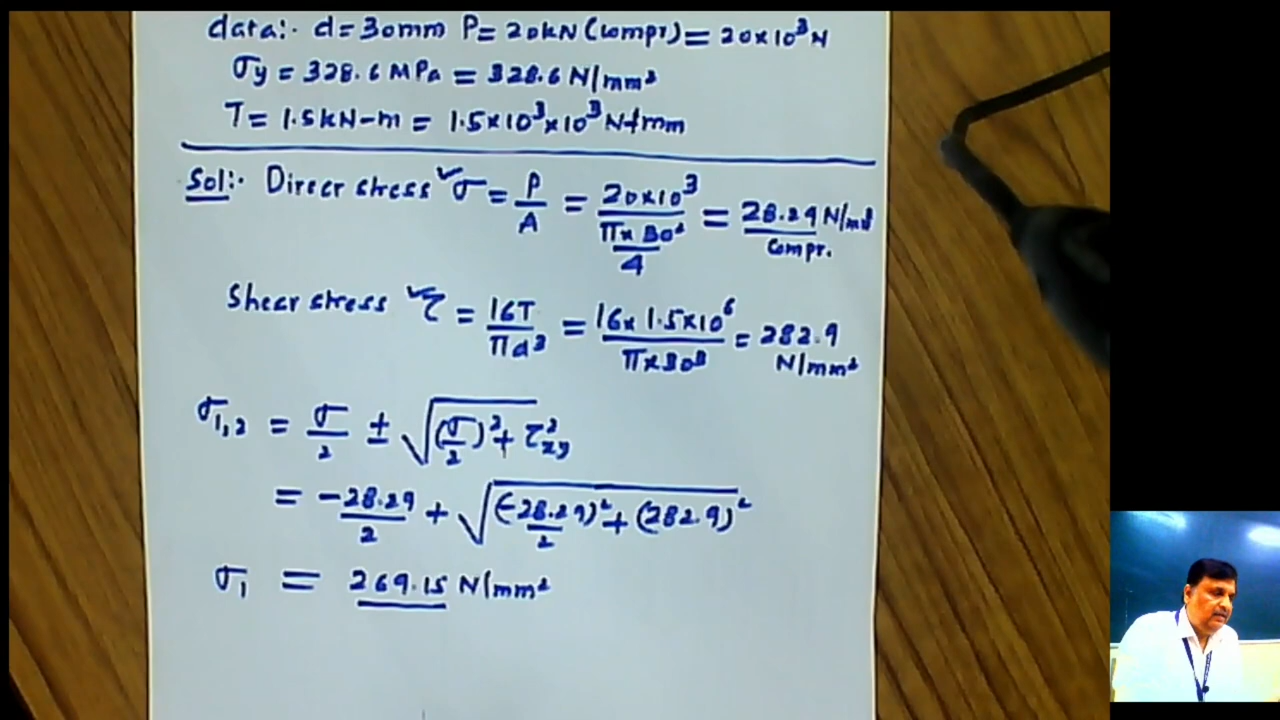 data:- d=30mm P= 20kN (compr) = 20×10³N
σy = 328.6 MPa = 328.6 N/mm²
T= 1.5kN-m = 1.5×10³×10³ N-mm
Sol:- Direct stress σ = P/A = 20×10³/(π×30²/4) = 28.29 N/mm² Compr.
Shear stress τ = 16T/πd³ = 16×1.5×10⁶/π×30³ = 282.9 N/mm²
σ1,2 = σ/2 ± √((σ/2)²+ τ²xy
= -28.29/2 + √((-28.29/2)²+(282.9)²
σ1 = 269.15 N/mm²